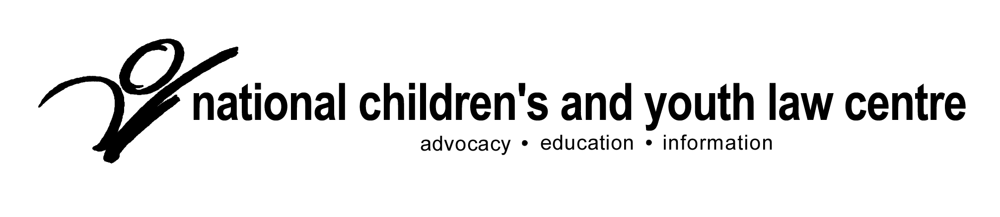 national children's and youth law centre
advocacy • education • information